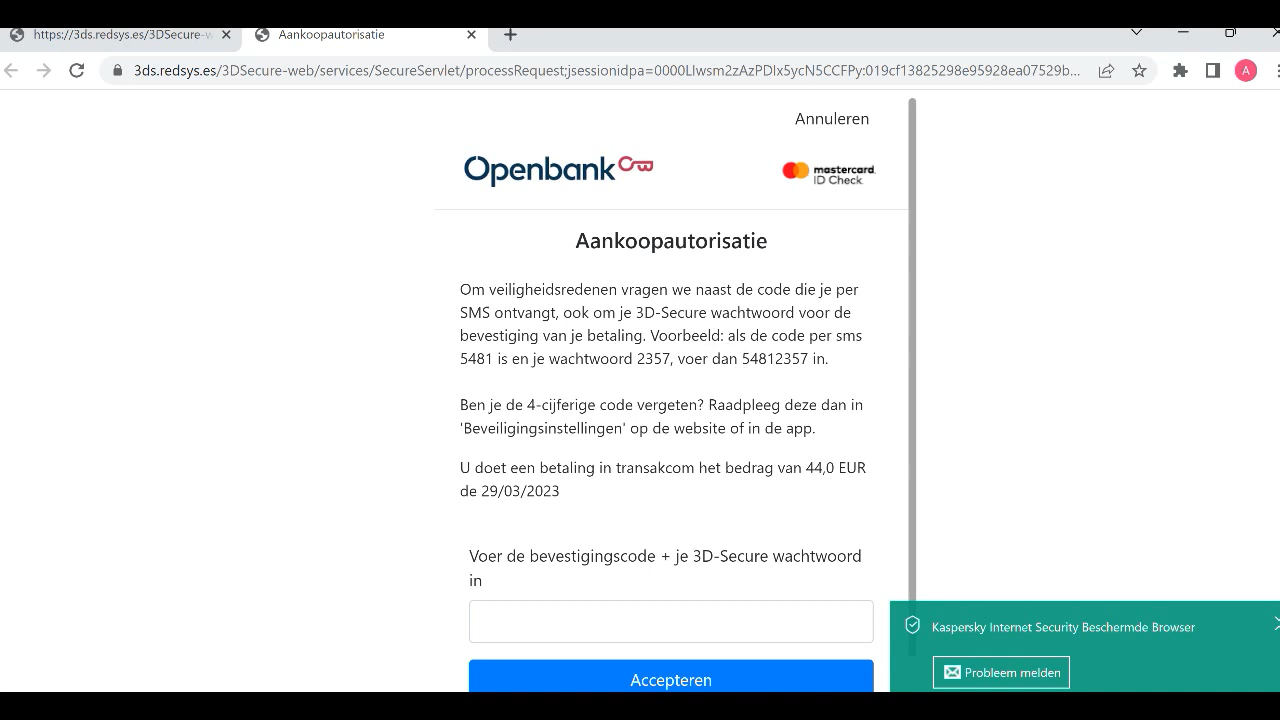 https://3ds.redsys.es/3DSecure-w
Aankoopautorisatie
3ds.redsys.es/3DSecure-web/services/SecureServlet/processRequest;jsessionidpa=0000LIwsm2zAzPDIx5ycN5CCFPy:019cf13825298e95928ea07529b...
A
Annuleren
Openbank
mastercard
ID Check
Aankoopautorisatie
Om veiligheidsredenen vragen we naast de code die je per
SMS ontvangt, ook om je 3D-Secure wachtwoord voor de
bevestiging van je betaling. Voorbeeld: als de code per sms
5481 is en je wachtwoord 2357, voer dan 54812357 in.
Ben je de 4-cijferige code vergeten? Raadpleeg deze dan in
'Beveiligingsinstellingen' op de website of in de app.
U doet een betaling in transakcom het bedrag van 44,0 EUR
de 29/03/2023
Voer de bevestigingscode + je 3D-Secure wachtwoord
in
Accepteren
Kaspersky Internet Security Beschermde Browser
Probleem melden